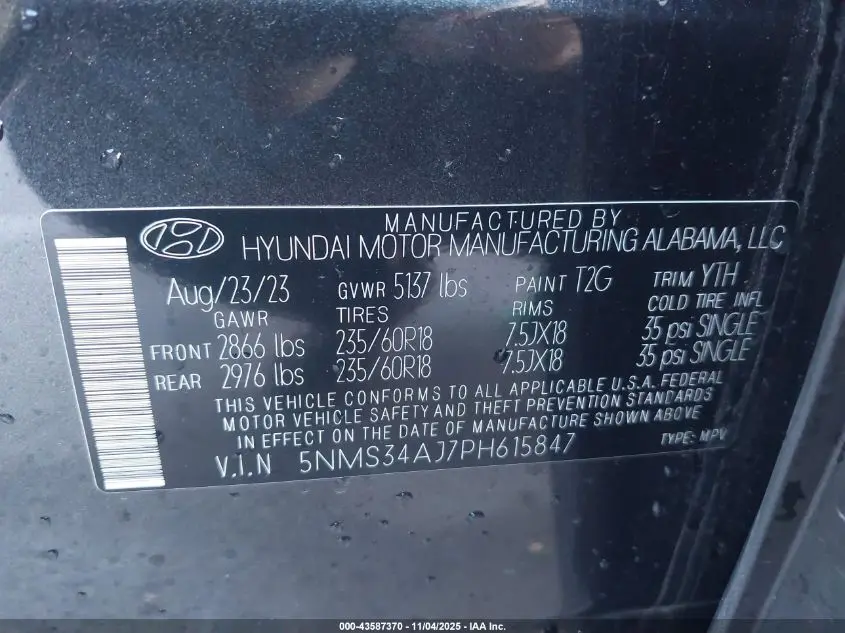 MANUFACTURED BY
HYUNDAI MOTOR MANUFACTURING ALABAMA, LLC
Aug/23/23 GVWR 5137 lbs PAINT T2G TRIM YTH
GAWR TIRES RIMS COLD TIRE INFL
FRONT 2866 lbs 235/60R18 7.5JX18 35 psi SINGLE
REAR 2976 lbs 235/60R18 7.5JX18 35 psi SINGLE
THIS VEHICLE CONFORMS TO ALL APPLICABLE U.S.A. FEDERAL
MOTOR VEHICLE SAFETY AND THEFT PREVENTION STANDARDS
IN EFFECT ON THE DATE OF MANUFACTURE SHOWN ABOVE
V.I.N 5NMS34AJ7PH615847 TYPE: MPV
000-43587370 - 11/04/2025 - IAA Inc.